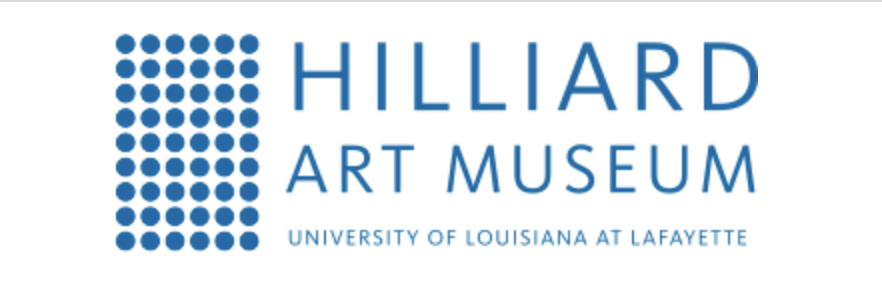 HILLIARD
ART MUSEUM
UNIVERSITY OF LOUISIANA AT LAFAYETTE